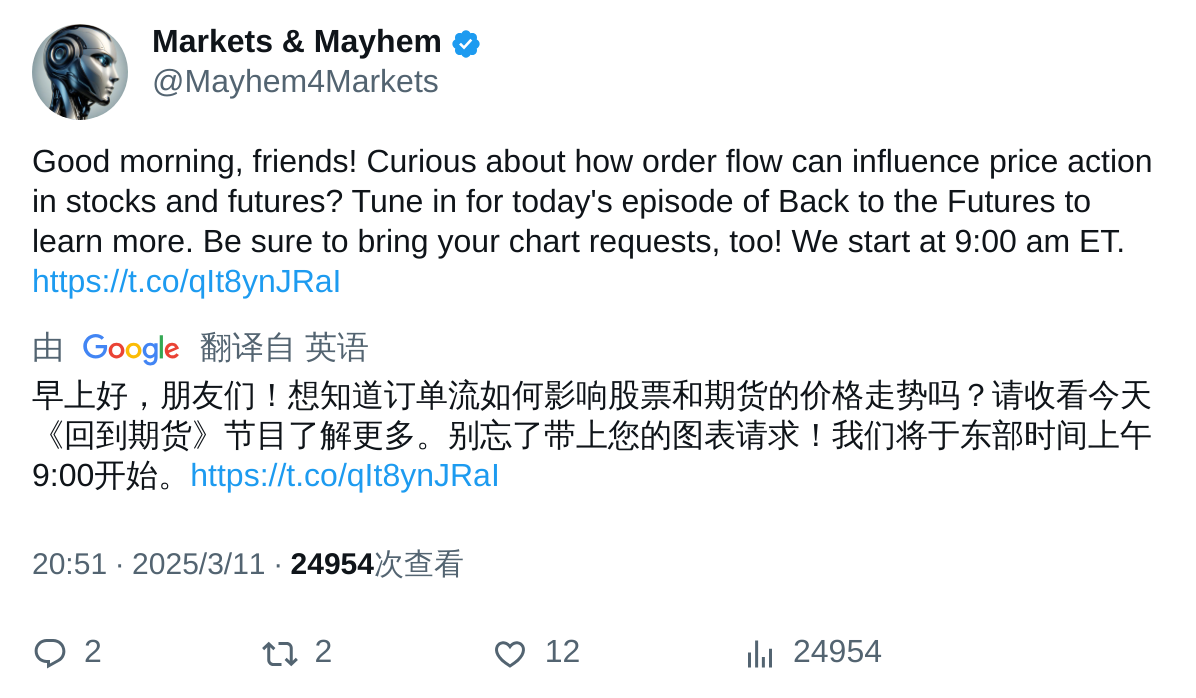 Markets & Mayhem
@Mayhem4Markets
Good morning, friends! Curious about how order flow can influence price action
in stocks and futures? Tune in for today's episode of Back to the Futures to
learn more. Be sure to bring your chart requests, too! We start at 9:00 am ET.
https://t.co/qIt8ynJRaI
由 Google 翻译自 英语
早上好，朋友们！想知道订单流如何影响股票和期货的价格走势吗？请收看今天
《回到期货》节目了解更多。别忘了带上您的图表请求！我们将于东部时间上午
9:00开始。https://t.co/qIt8ynJRaI
20:51 · 2025/3/11 · 24954次查看
2 2 12 24954